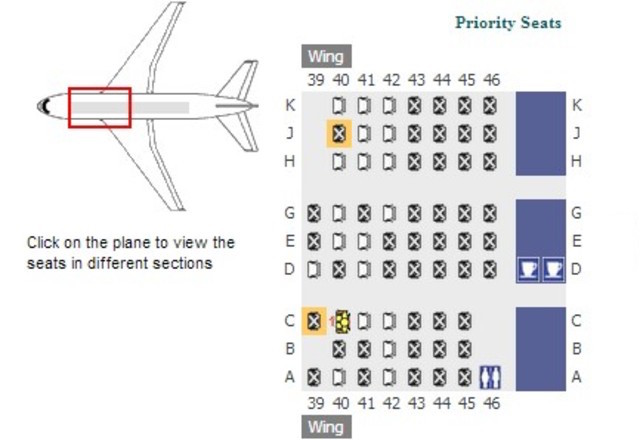 Priority Seats
Wing
39 40 41 42 43 44 45 46
K K
J J
H H
G G
E E
D D
C 1 C
B B
A A
39 40 41 42 43 44 45 46
Wing
Click on the plane to view the
seats in different sections